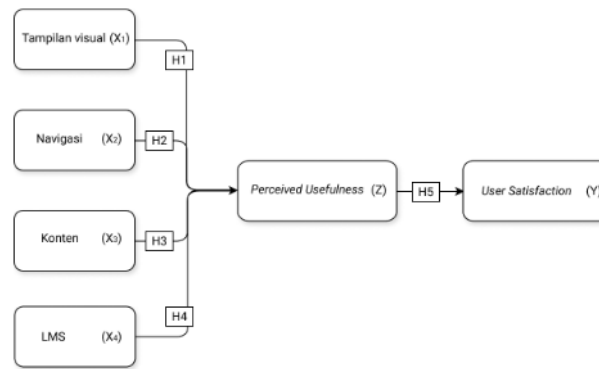 Tampilan visual (X₁)
H1
Navigasi (X₂)
H2
Perceived Usefulness (Z)
H5
User Satisfaction (Y)
Konten (X₃)
H3
H4
LMS (X₄)